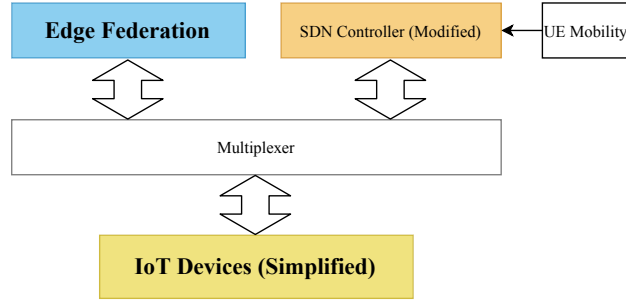 Edge Federation
SDN Controller (Modified)
UE Mobility
Multiplexer
IoT Devices (Simplified)